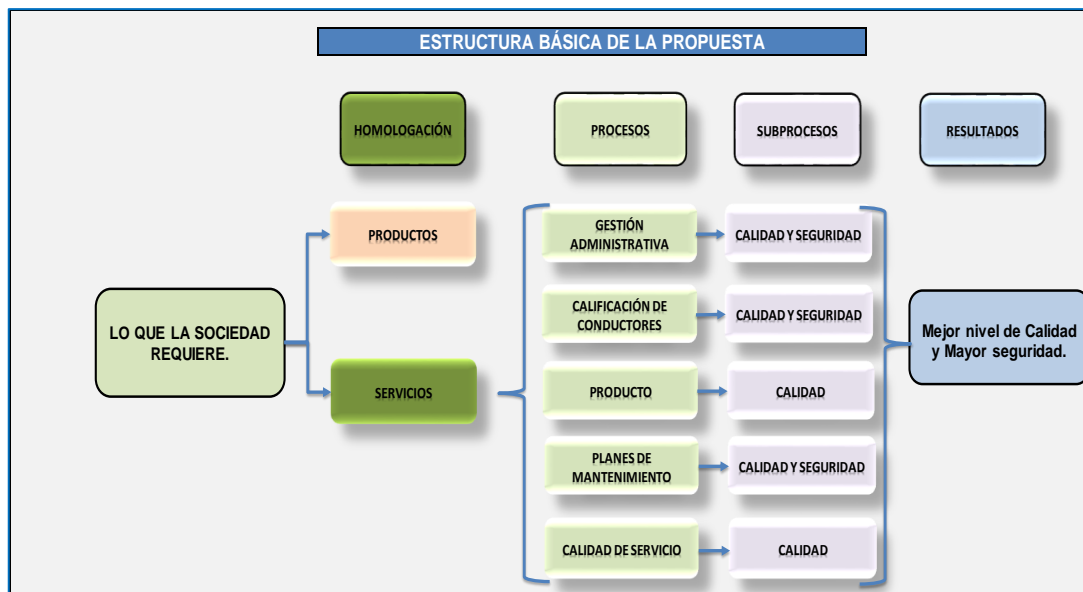 ESTRUCTURA BÁSICA DE LA PROPUESTA
HOMOLOGACIÓN
PROCESOS
SUBPROCESOS
RESULTADOS
LO QUE LA SOCIEDAD
REQUIERE.
PRODUCTOS
SERVICIOS
GESTIÓN
ADMINISTRATIVA
CALIDAD Y SEGURIDAD
CALIFICACIÓN DE
CONDUCTORES
CALIDAD Y SEGURIDAD
PRODUCTO
CALIDAD
PLANES DE
MANTENIMIENTO
CALIDAD Y SEGURIDAD
CALIDAD DE SERVICIO
CALIDAD
Mejor nivel de Calidad
y Mayor seguridad.